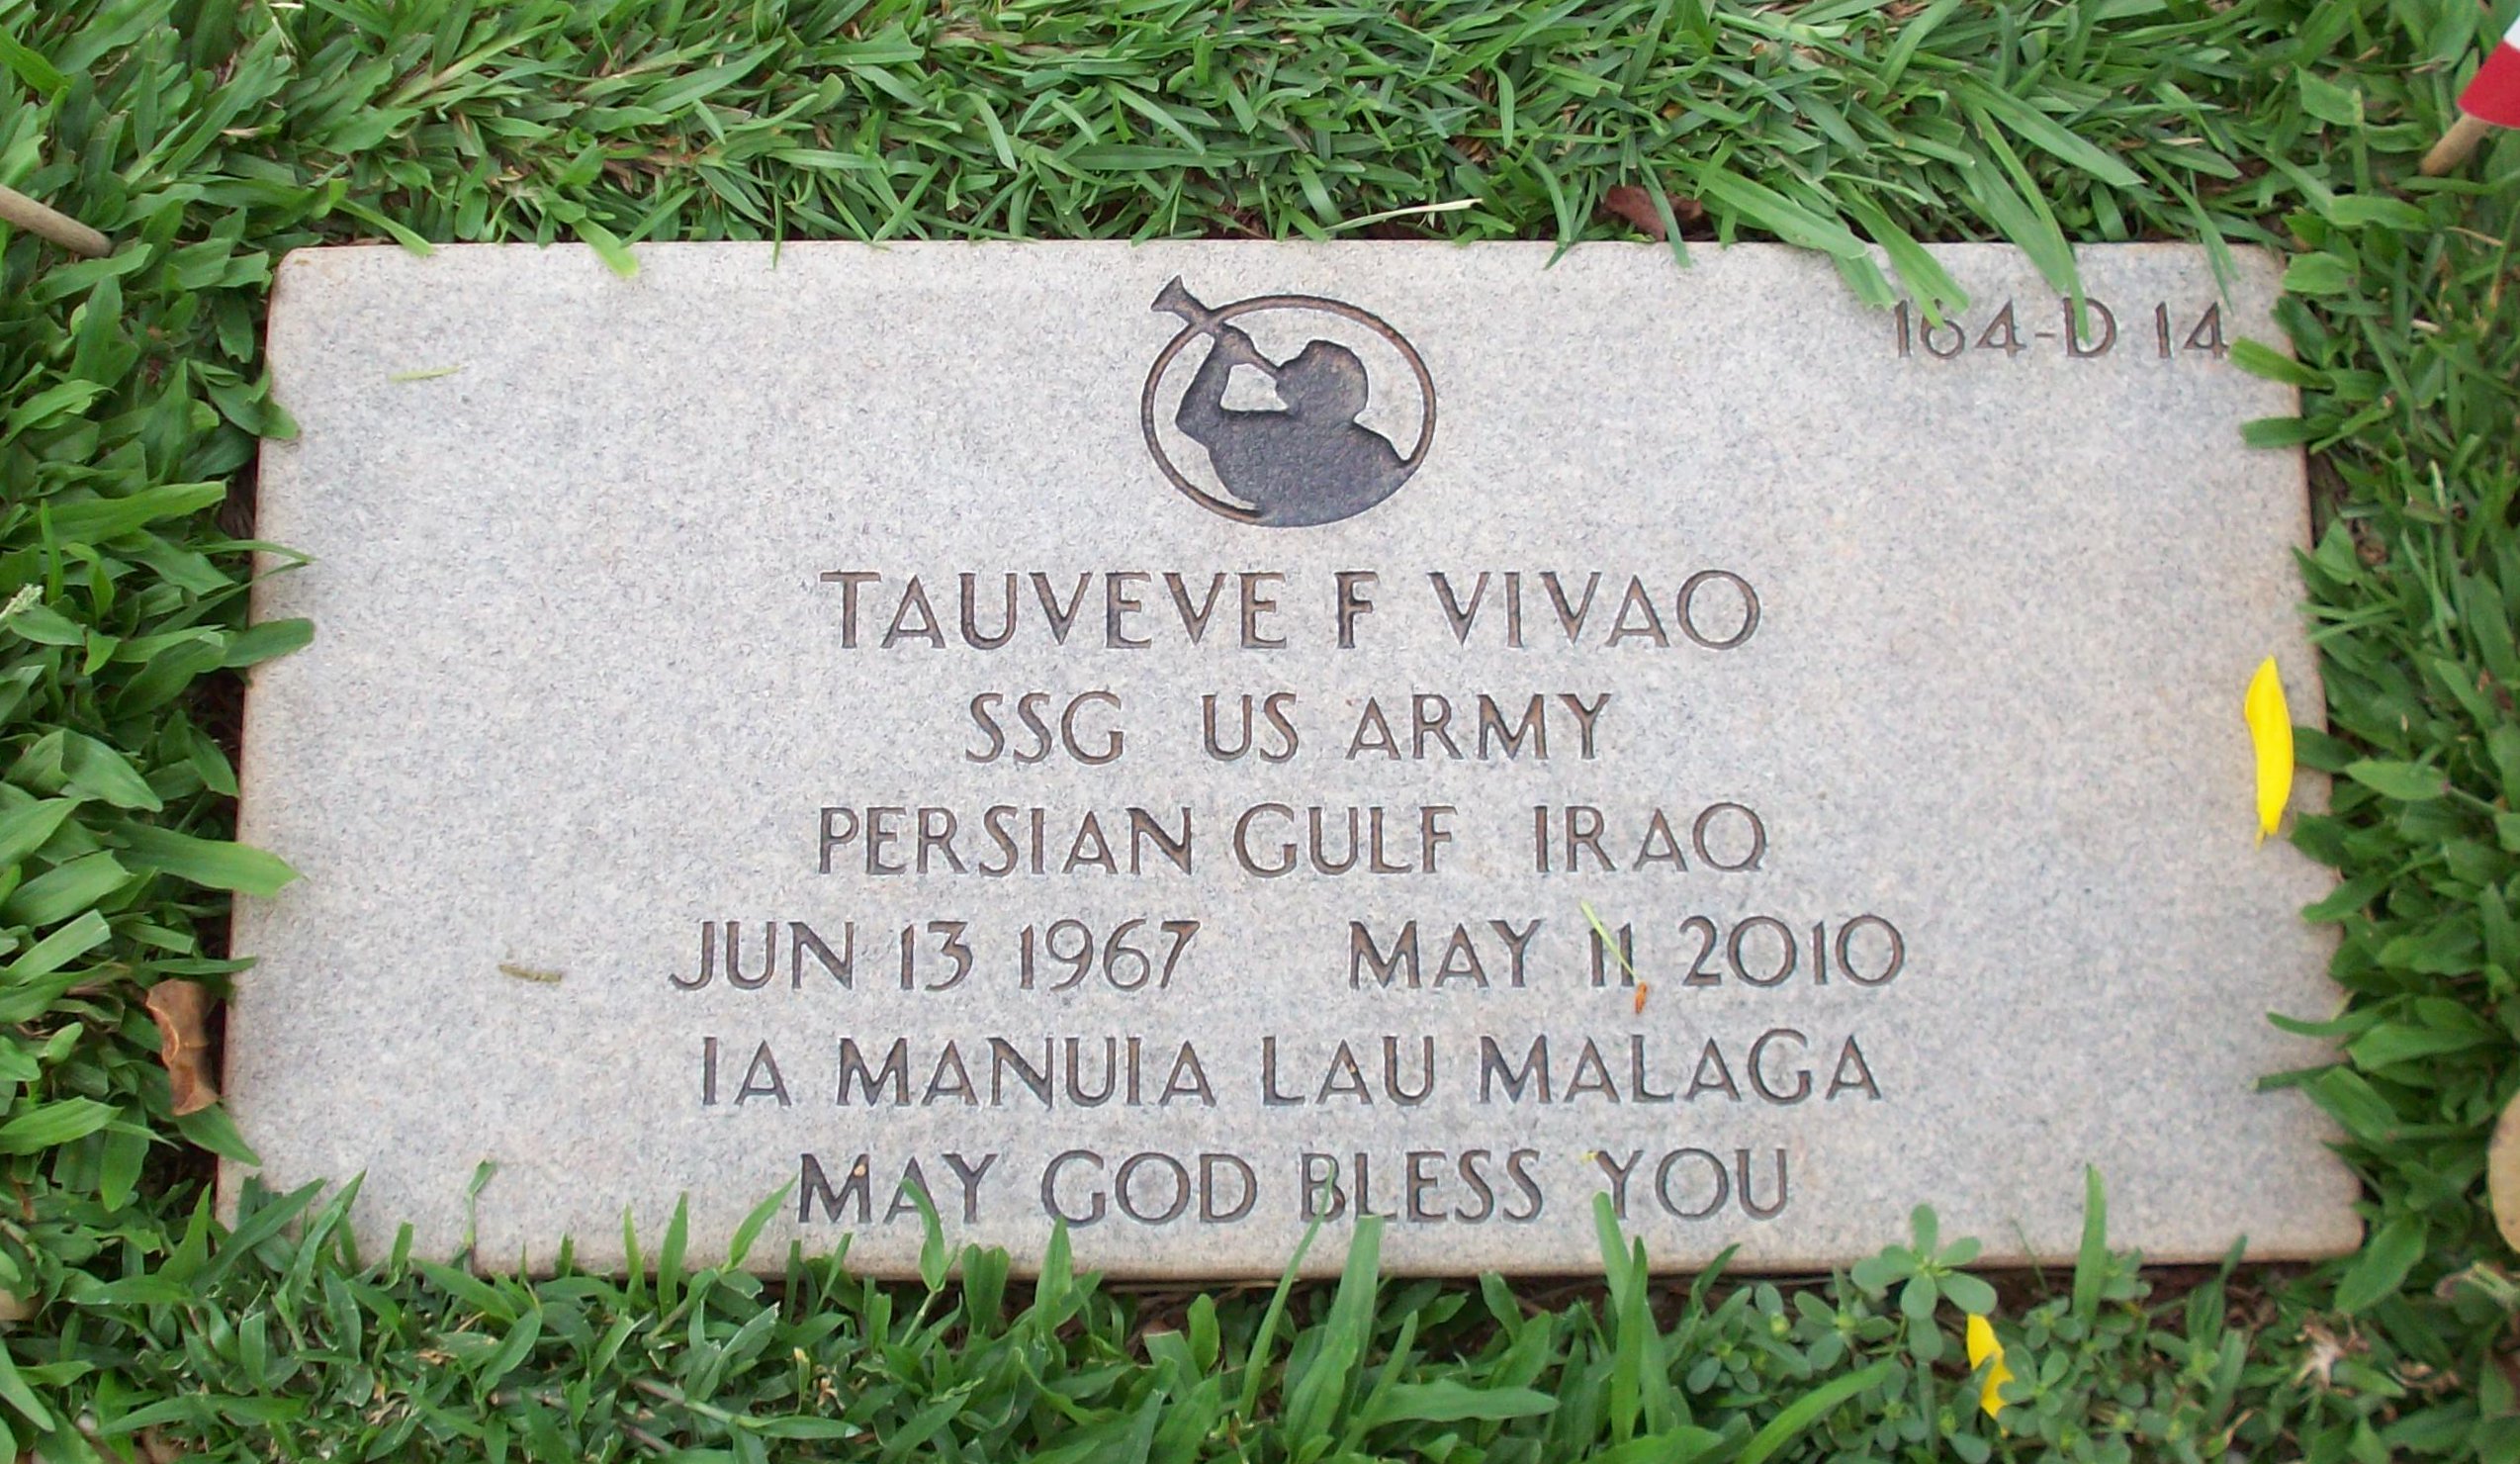 164-D 14
TAUVEVE F VIVAO
SSG US ARMY
PERSIAN GULF IRAQ
JUN 13 1967 MAY 11 2010
IA MANUIA LAU MALAGA
MAY GOD BLESS YOU